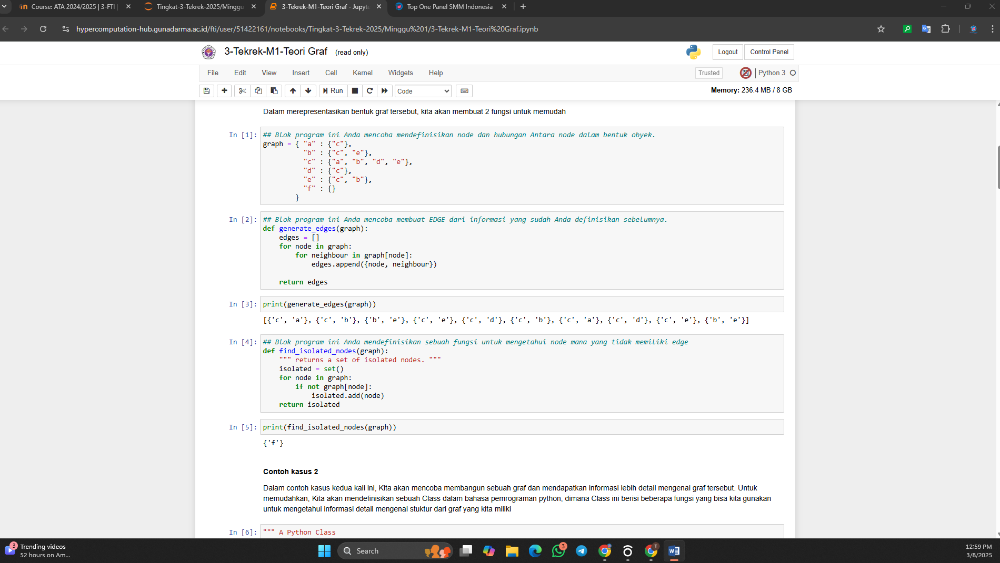 Course: ATA 2024/2025 | 3-FTI |
Tingkat-3-Tekrek-2025/Minggu
3-Tekrek-M1-Teori Graf - Jupyte
Top One Panel SMM Indonesia
hypercomputation-hub.gunadarma.ac.id/fti/user/51422161/notebooks/Tingkat-3-Tekrek-2025/Minggu%201/3-Tekrek-M1-Teori%20Graf.ipynb
3-Tekrek-M1-Teori Graf (read only)
Logout
Control Panel
File Edit View Insert Cell Kernel Widgets Help
Trusted
Python 3
Run
Code
Memory: 236.4 MB / 8 GB
Dalam merepresentasikan bentuk graf tersebut, kita akan membuat 2 fungsi untuk memudah
In [1]: ## Blok program ini Anda mencoba mendefinisikan node dan hubungan Antara node dalam bentuk obyek.
graph = { "a" : {"c"},
"b" : {"c", "e"},
"c" : {"a", "b", "d", "e"},
"d" : {"c"},
"e" : {"c", "b"},
"f" : {}
}
In [2]: ## Blok program ini Anda mencoba membuat EDGE dari informasi yang sudah Anda definisikan sebelumnya.
def generate_edges(graph):
edges = []
for node in graph:
for neighbour in graph[node]:
edges.append({node, neighbour})
return edges
In [3]: print(generate_edges(graph))
[{'c', 'a'}, {'c', 'b'}, {'b', 'e'}, {'c', 'e'}, {'c', 'd'}, {'c', 'b'}, {'c', 'a'}, {'c', 'd'}, {'c', 'e'}, {'b', 'e'}]
In [4]: ## Blok program ini Anda mendefinisikan sebuah fungsi untuk mengetahui node mana yang tidak memiliki edge
def find_isolated_nodes(graph):
""" returns a set of isolated nodes. """
isolated = set()
for node in graph:
if not graph[node]:
isolated.add(node)
return isolated
In [5]: print(find_isolated_nodes(graph))
{'f'}
Contoh kasus 2
Dalam contoh kasus kedua kali ini, Kita akan mencoba membangun sebuah graf dan mendapatkan informasi lebih detail mengenai graf tersebut. Untuk
memudahkan, Kita akan mendefinisikan sebuah Class dalam bahasa pemrograman python, dimana Class ini berisi beberapa fungsi yang bisa kita gunakan
untuk mengetahui informasi detail mengenai stuktur dari graf yang kita miliki
In [6]: """ A Python Class
3
Trending videos
52 hours on Am...
Search
3
T
12:59 PM
3/8/2025